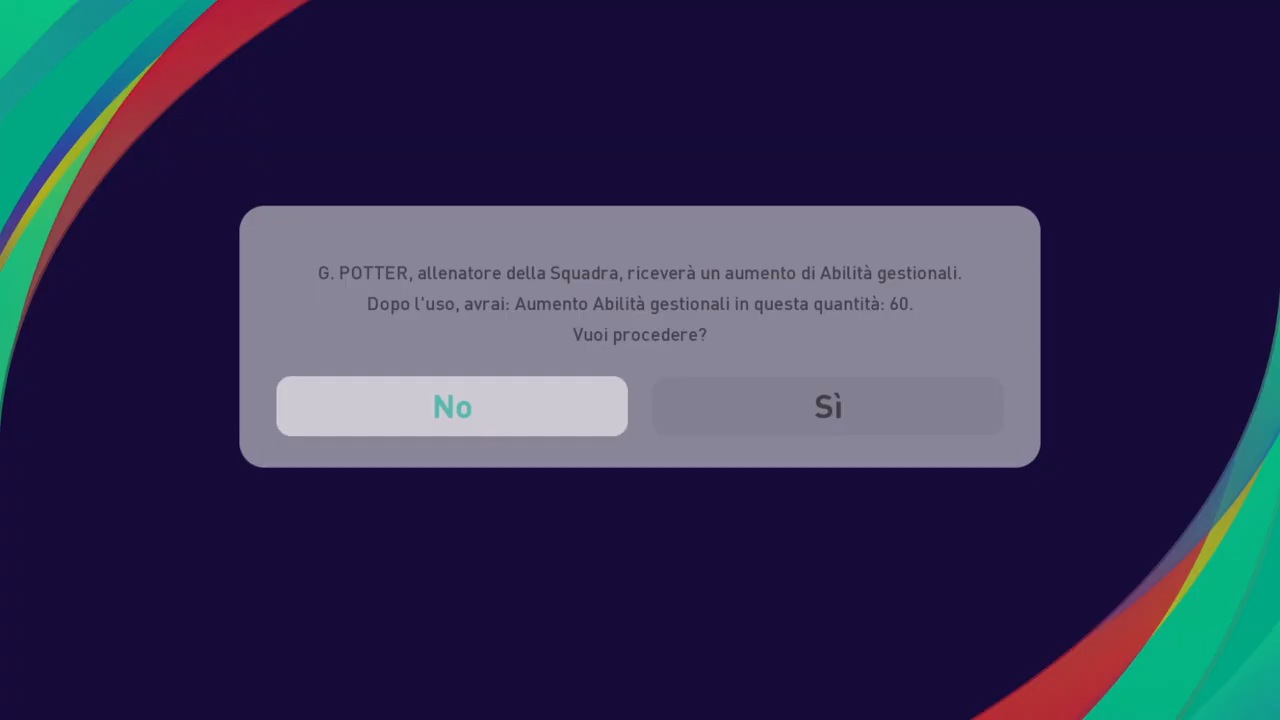 G. POTTER, allenatore della Squadra, riceverà un aumento di Abilità gestionali.
Dopo l'uso, avrai: Aumento Abilità gestionali in questa quantità: 60.
Vuoi procedere?
No
Sì